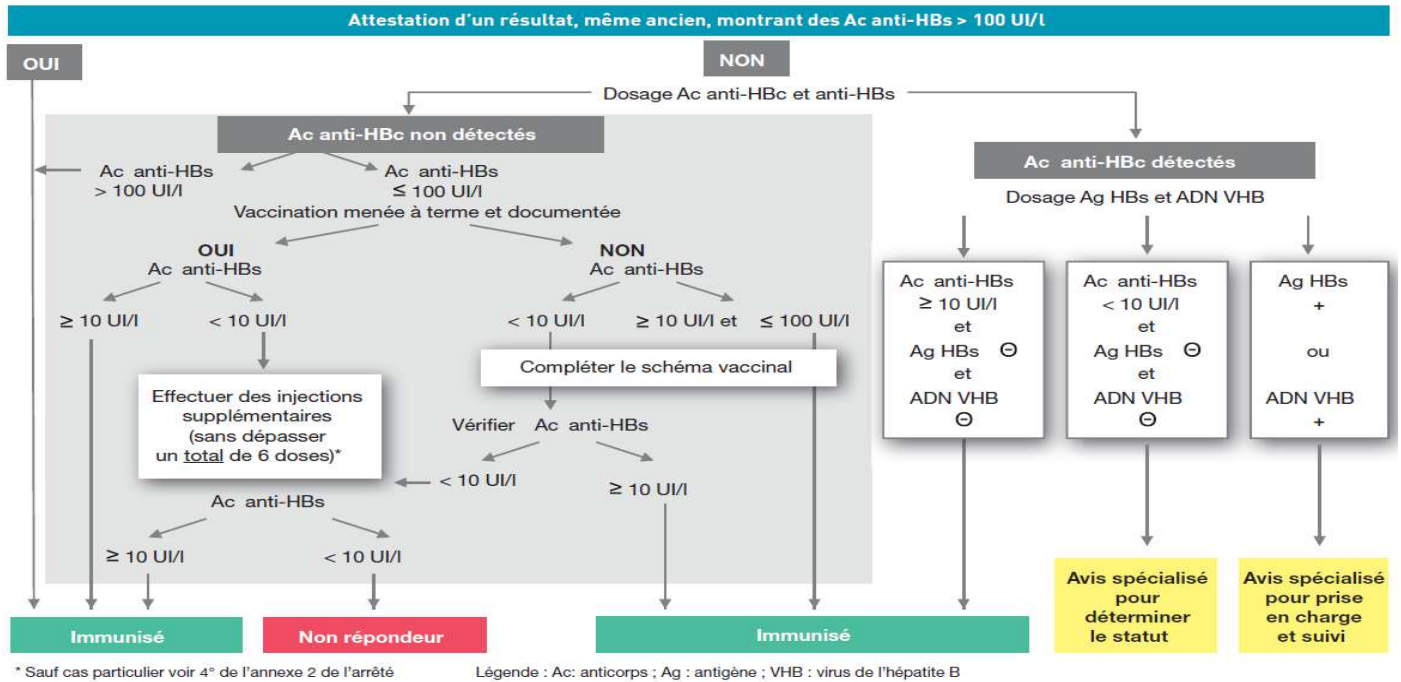 Attestation d'un résultat, même ancien, montrant des Ac anti-HBs > 100 UI/l
OUI
NON
Dosage Ac anti-HBc et anti-HBs
Ac anti-HBc non détectés
Ac anti-HBs
> 100 UI/l
Ac anti-HBs
≤ 100 UI/l
Vaccination menée à terme et documentée
OUI
Ac anti-HBs
NON
Ac anti-HBs
≥ 10 UI/l
< 10 UI/l
< 10 UI/l
≥ 10 UI/l et
≤ 100 UI/l
Effectuer des injections
supplémentaires
(sans dépasser
un total de 6 doses)*
Compléter le schéma vaccinal
Vérifier Ac anti-HBs
< 10 UI/l
≥ 10 UI/l
Ac anti-HBs
≥ 10 UI/l
< 10 UI/l
Ac anti-HBc détectés
Dosage Ag HBs et ADN VHB
Ac anti-HBs
≥ 10 UI/l
et
Ag HBs ⊖
et
ADN VHB
⊖
Ac anti-HBs
< 10 UI/l
et
Ag HBs ⊖
et
ADN VHB
⊖
Ag HBs
+
ou
ADN VHB
+
Immunisé
Non répondeur
Immunisé
Avis spécialisé
pour
déterminer
le statut
Avis spécialisé
pour prise
en charge
et suivi
* Sauf cas particulier voir 4° de l'annexe 2 de l'arrêté
Légende : Ac: anticorps ; Ag : antigène ; VHB : virus de l'hépatite B